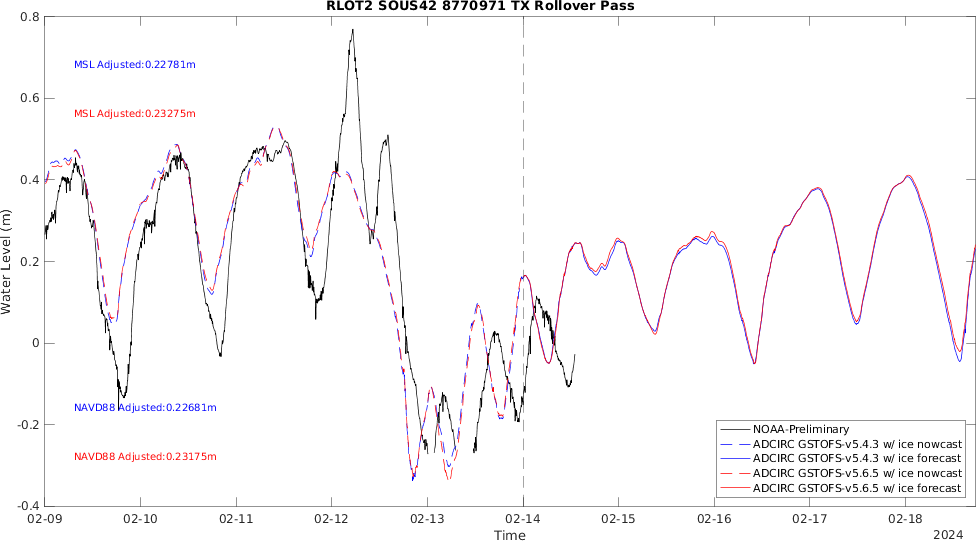 RLOT2 SOUS42 8770971 TX Rollover Pass
0.8
0.6
0.4
0.2
0
-0.2
-0.4
Water Level (m)
MSL Adjusted:0.22781m
MSL Adjusted:0.23275m
NAVD88 Adjusted:0.22681m
NAVD88 Adjusted:0.23175m
NOAA-Preliminary
ADCIRC GSTOFS-v5.4.3 w/ ice nowcast
ADCIRC GSTOFS-v5.4.3 w/ ice forecast
ADCIRC GSTOFS-v5.6.5 w/ ice nowcast
ADCIRC GSTOFS-v5.6.5 w/ ice forecast
02-09 02-10 02-11 02-12 02-13 02-14 02-15 02-16 02-17 02-18
Time
2024